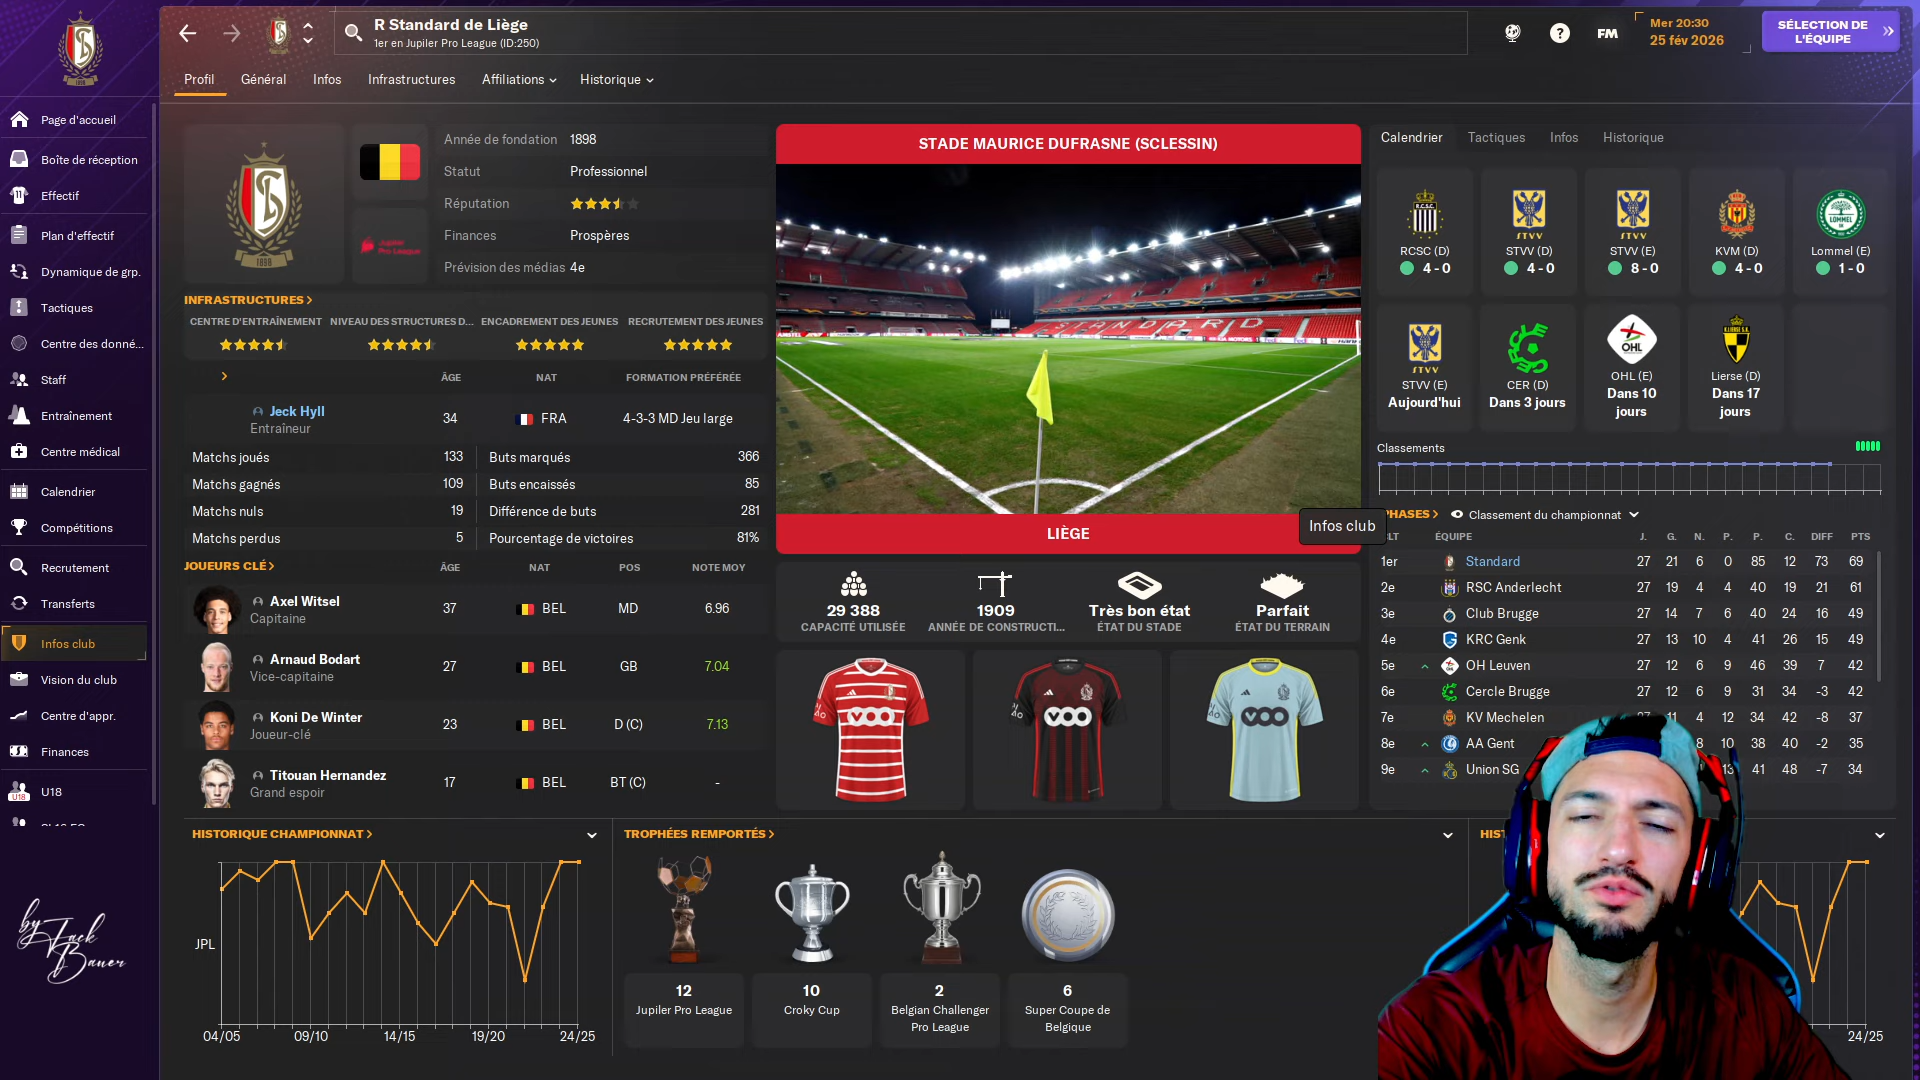 R Standard de Liège
1er en Jupiler Pro League (ID:250)
FM
Mer 20:30
25 fév 2026
SÉLECTION DE
L'ÉQUIPE
Profil
Général
Infos
Infrastructures
Affiliations
Historique
Page d'accueil
Boîte de réception
Effectif
Plan d'effectif
Dynamique de grp.
Tactiques
Centre des donné...
Staff
Entraînement
Centre médical
Calendrier
Compétitions
Recrutement
Transferts
Infos club
Vision du club
Centre d'appr.
Finances
U18
by Jack
Bauer
Année de fondation 1898
Statut Professionnel
Réputation
Finances Prospères
Prévision des médias 4e
Jupiler
Pro League
INFRASTRUCTURES >
CENTRE D'ENTRAÎNEMENT NIVEAU DES STRUCTURES D... ENCADREMENT DES JEUNES RECRUTEMENT DES JEUNES
ÂGE NAT FORMATION PRÉFÉRÉE
Jeck Hyll 34 FRA 4-3-3 MD Jeu large
Entraîneur
Matchs joués 133 Buts marqués 366
Matchs gagnés 109 Buts encaissés 85
Matchs nuls 19 Différence de buts 281
Matchs perdus 5 Pourcentage de victoires 81%
JOUEURS CLÉ > ÂGE NAT POS NOTE MOY
Axel Witsel 37 BEL MD 6.96
Capitaine
Arnaud Bodart 27 BEL GB 7.04
Vice-capitaine
Koni De Winter 23 BEL D (C) 7.13
Joueur-clé
Titouan Hernandez 17 BEL BT (C) -
Grand espoir
STADE MAURICE DUFRASNE (SCLESSIN)
STANDARD
LIÈGE
Infos club
29 388
CAPACITÉ UTILISÉE
1909
ANNÉE DE CONSTRUCTI...
Très bon état
ÉTAT DU STADE
Parfait
ÉTAT DU TERRAIN
VOO
VOO
VOO
Calendrier
Tactiques
Infos
Historique
RCSC (D)
4 - 0
STVV (D)
4 - 0
STVV (E)
8 - 0
KVM (D)
4 - 0
Lommel (E)
1 - 0
STVV (E)
Aujourd'hui
CER (D)
Dans 3 jours
OHL (E)
Dans 10
jours
Lierse (D)
Dans 17
jours
Classements
PHASES > Classement du championnat
CLT ÉQUIPE J. G. N. P. P. C. DIFF PTS
1er Standard 27 21 6 0 85 12 73 69
2e RSC Anderlecht 27 19 4 4 40 19 21 61
3e Club Brugge 27 14 7 6 40 24 16 49
4e KRC Genk 27 13 10 4 41 26 15 49
5e OH Leuven 27 12 6 9 46 39 7 42
6e Cercle Brugge 27 12 6 9 31 34 -3 42
7e KV Mechelen 27 11 4 12 34 42 -8 37
8e AA Gent 8 10 38 40 -2 35
9e Union SG 13 41 48 -7 34
HISTORIQUE CHAMPIONNAT >
JPL
04/05 09/10 14/15 19/20 24/25
TROPHÉES REMPORTÉS >
12
Jupiler Pro League
10
Croky Cup
2
Belgian Challenger
Pro League
6
Super Coupe de
Belgique
24/25